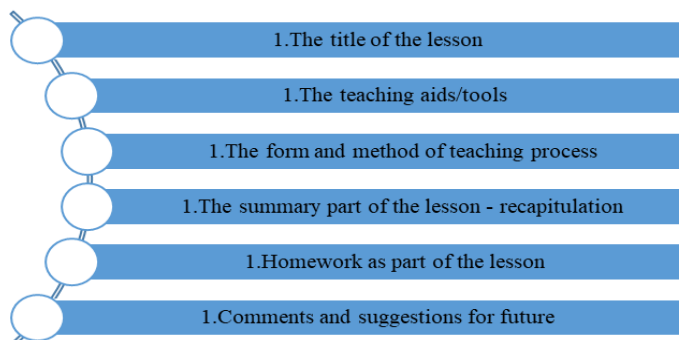 1.The title of the lesson
1.The teaching aids/tools
1.The form and method of teaching process
1.The summary part of the lesson - recapitulation
1.Homework as part of the lesson
1.Comments and suggestions for future